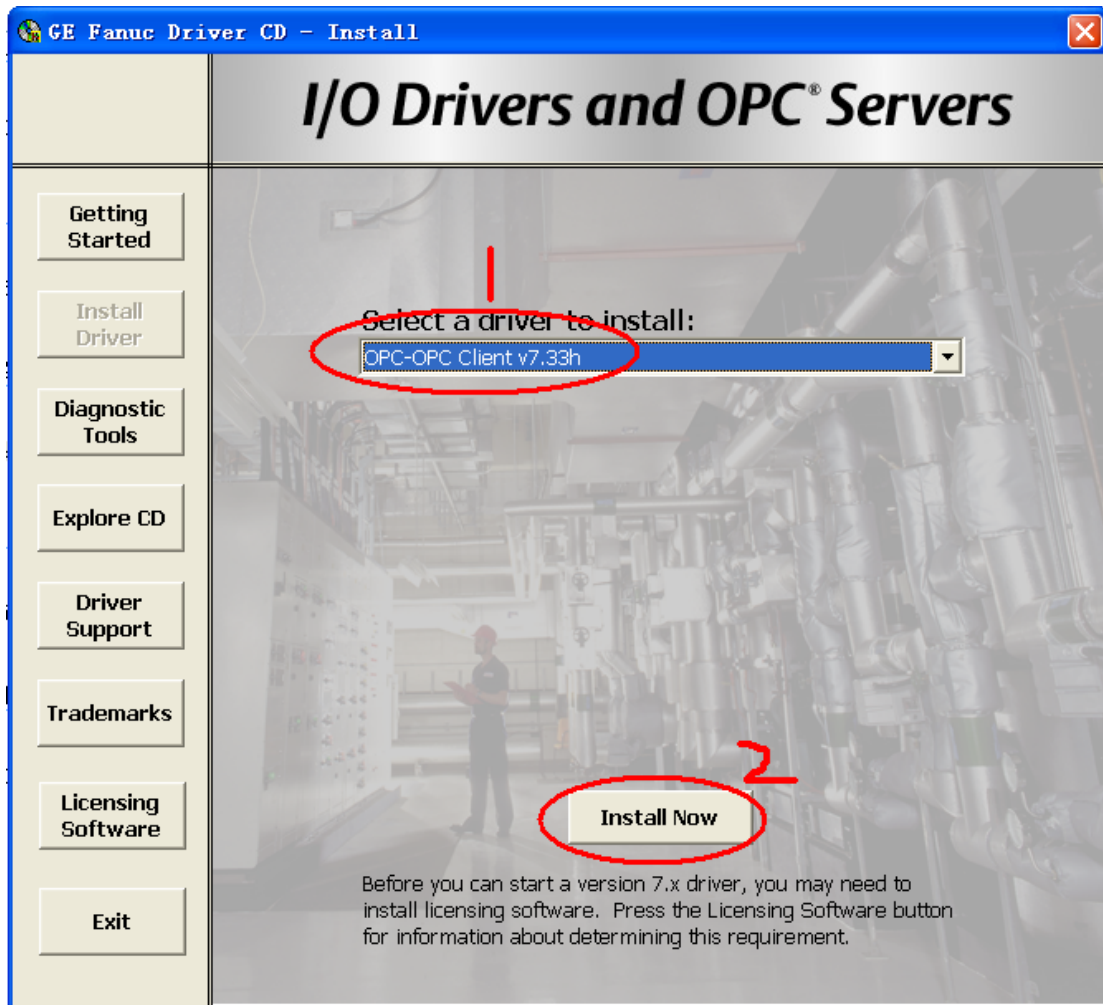 GE Fanuc Driver CD - Install
I/O Drivers and OPC® Servers
Getting
Started
Install
Driver
Diagnostic
Tools
Explore CD
Driver
Support
Trademarks
Licensing
Software
Exit
1
Select a driver to install:
OPC-OPC Client v7.33h
2
Install Now
Before you can start a version 7.x driver, you may need to
install licensing software. Press the Licensing Software button
for information about determining this requirement.